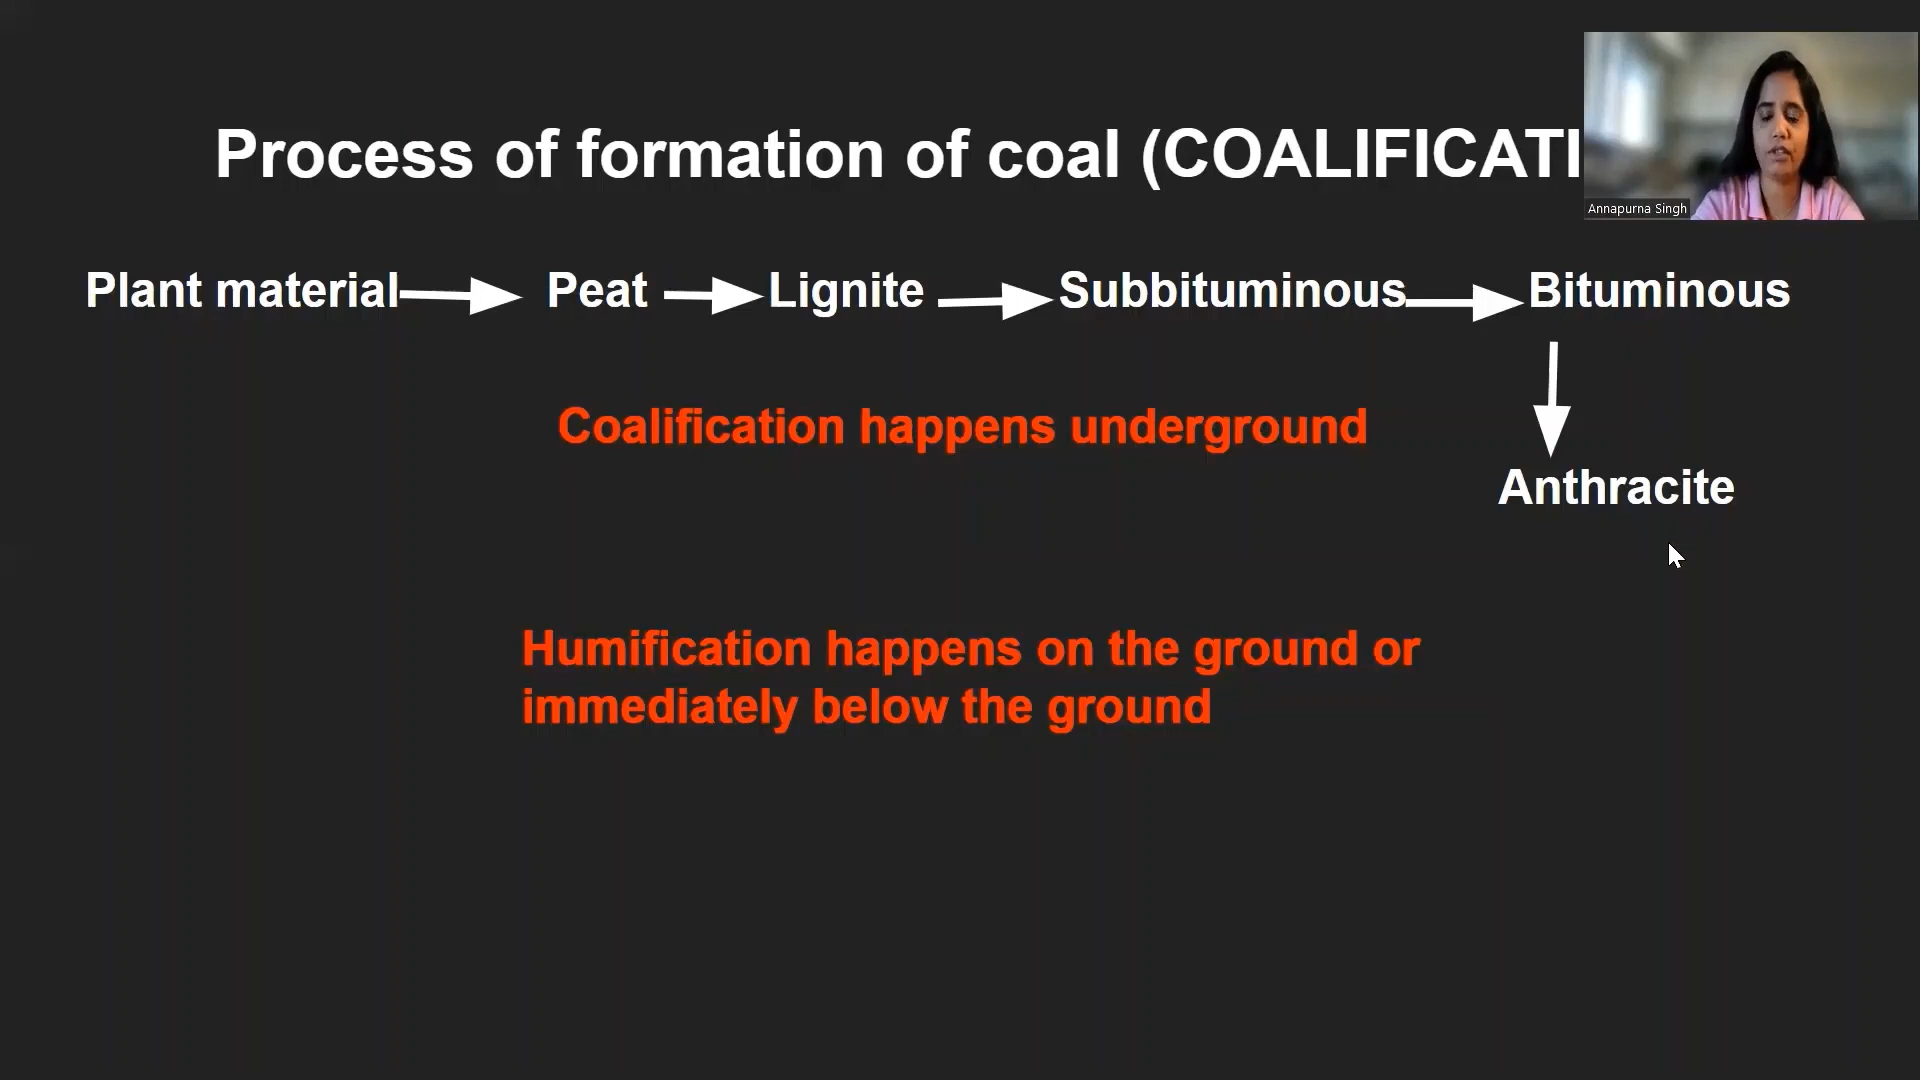 Process of formation of coal (COALIFICATI
Annapurna Singh
Plant material Peat Lignite Subbituminous Bituminous
Coalification happens underground
Anthracite
Humification happens on the ground or
immediately below the ground